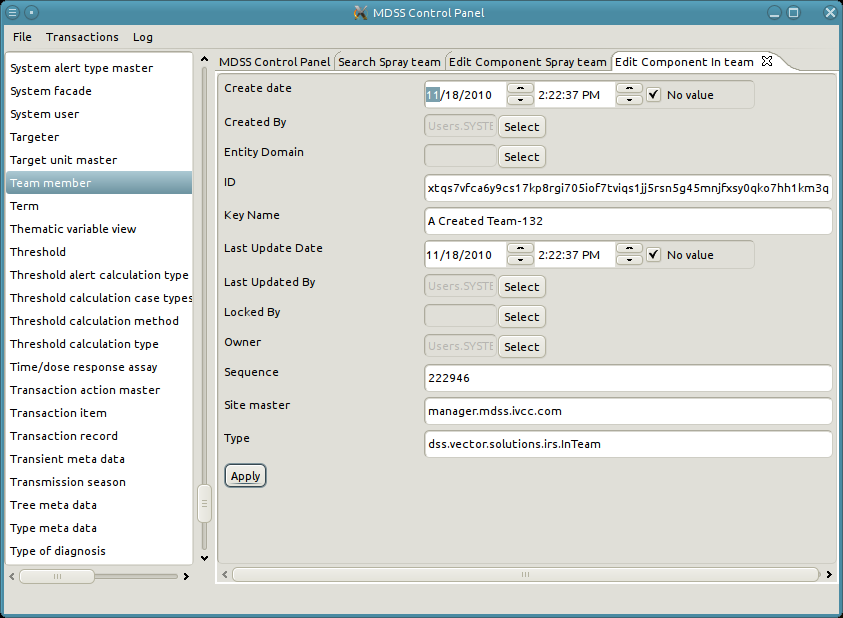 MDSS Control Panel
File Transactions Log
System alert type master
System facade
System user
Targeter
Target unit master
Team member
Term
Thematic variable view
Threshold
Threshold alert calculation type
Threshold calculation case types
Threshold calculation method
Threshold calculation type
Time/dose response assay
Transaction action master
Transaction item
Transaction record
Transient meta data
Transmission season
Tree meta data
Type meta data
Type of diagnosis
MDSS Control Panel Search Spray team Edit Component Spray team Edit Component In team
Create date 11/18/2010 2:22:37 PM No value
Created By Users.SYSTE Select
Entity Domain Select
ID xtqs7vfca6y9cs17kp8rgi705iof7tviqs1jj5rsn5g45mnjfxsy0qko7hh1km3q
Key Name A Created Team-132
Last Update Date 11/18/2010 2:22:37 PM No value
Last Updated By Users.SYSTE Select
Locked By Select
Owner Users.SYSTE Select
Sequence 222946
Site master manager.mdss.ivcc.com
Type dss.vector.solutions.irs.InTeam
Apply